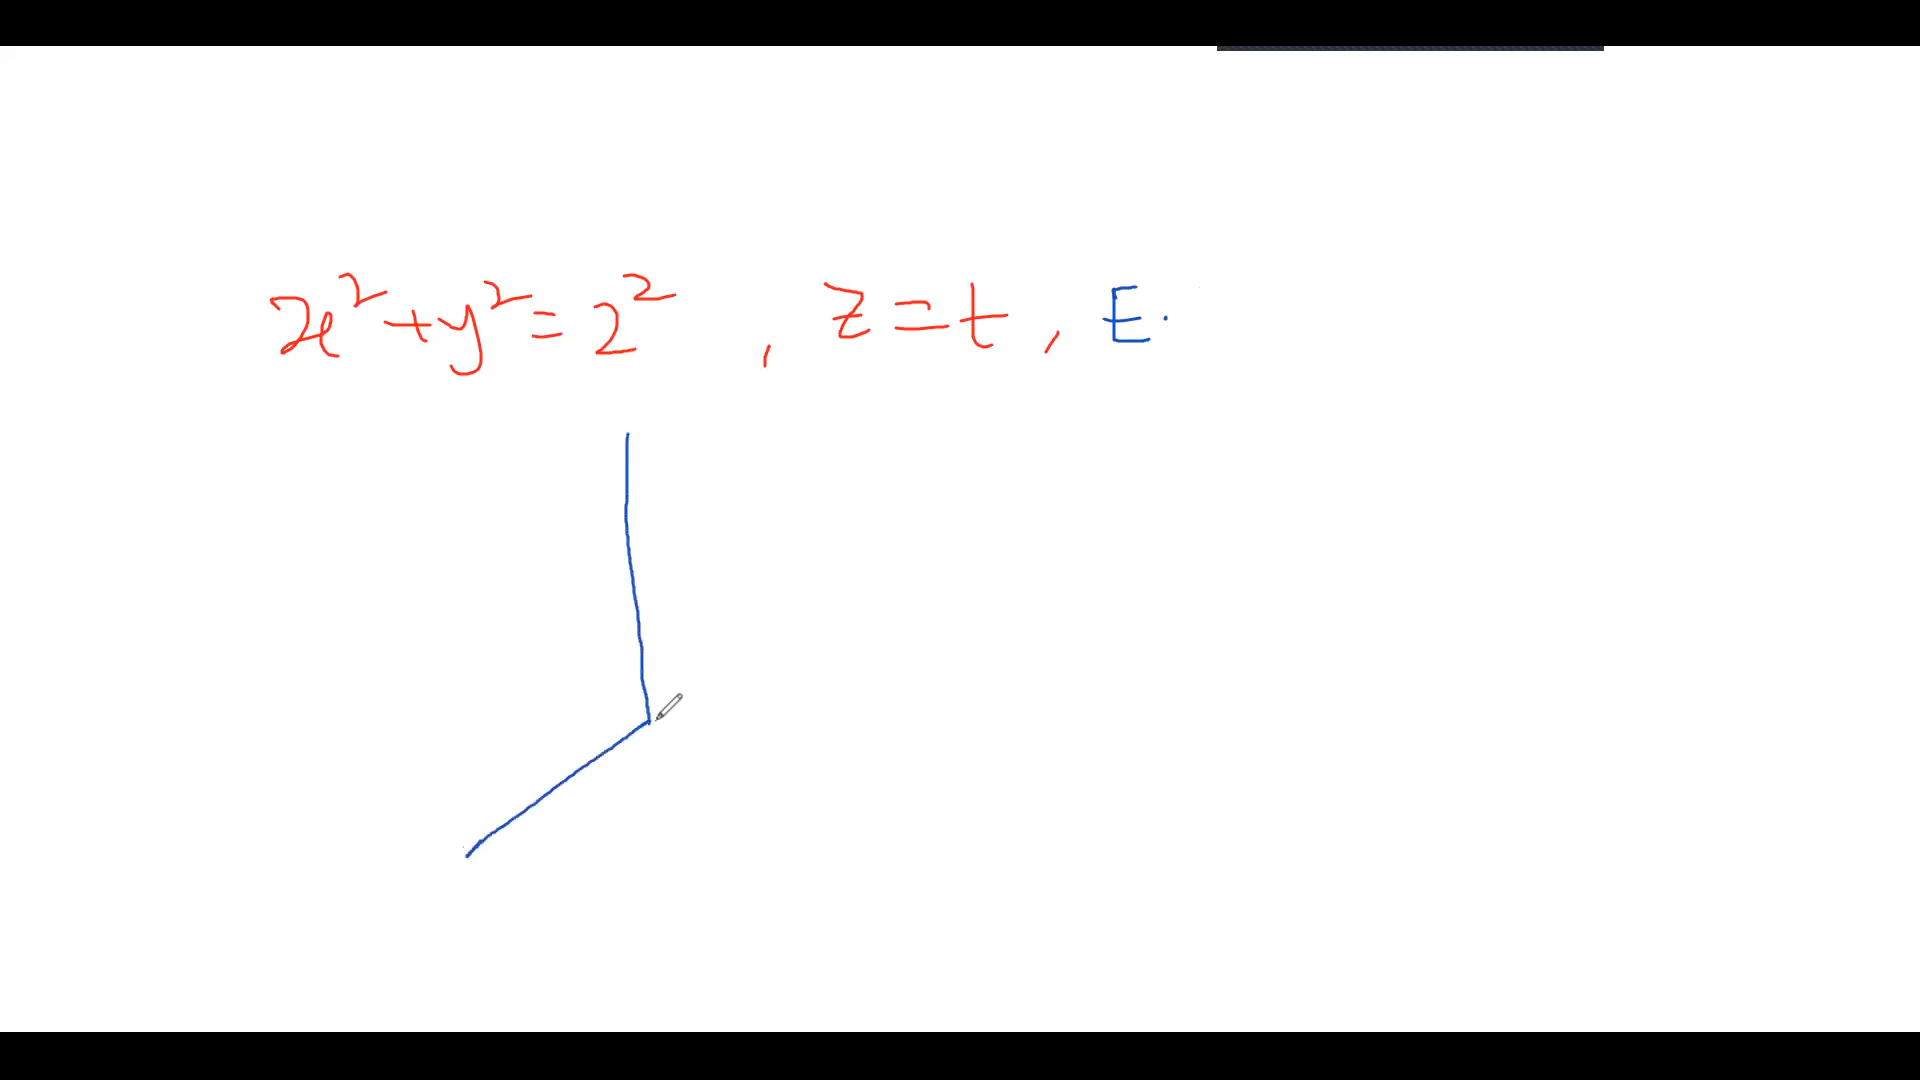 x² + y² = 2² , z = t , E.